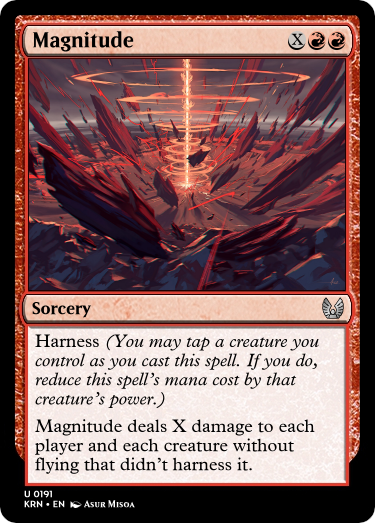 Magnitude X
Sorcery
Harness (You may tap a creature you
control as you cast this spell. If you do,
reduce this spell's mana cost by that
creature's power.)
Magnitude deals X damage to each
player and each creature without
flying that didn't harness it.
U 0191
KRN • EN Asur Misoa